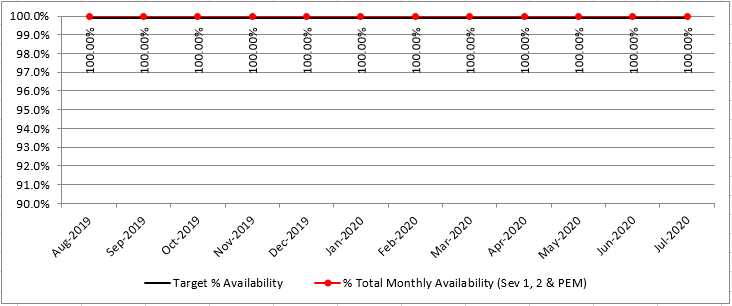 100.0%
99.0%
98.0%
97.0%
96.0%
95.0%
94.0%
93.0%
92.0%
91.0%
90.0%
100.00%
100.00%
100.00%
100.00%
100.00%
100.00%
100.00%
100.00%
100.00%
100.00%
100.00%
100.00%
Aug-2019
Sep-2019
Oct-2019
Nov-2019
Dec-2019
Jan-2020
Feb-2020
Mar-2020
Apr-2020
May-2020
Jun-2020
Jul-2020
Target % Availability
% Total Monthly Availability (Sev 1, 2 & PEM)